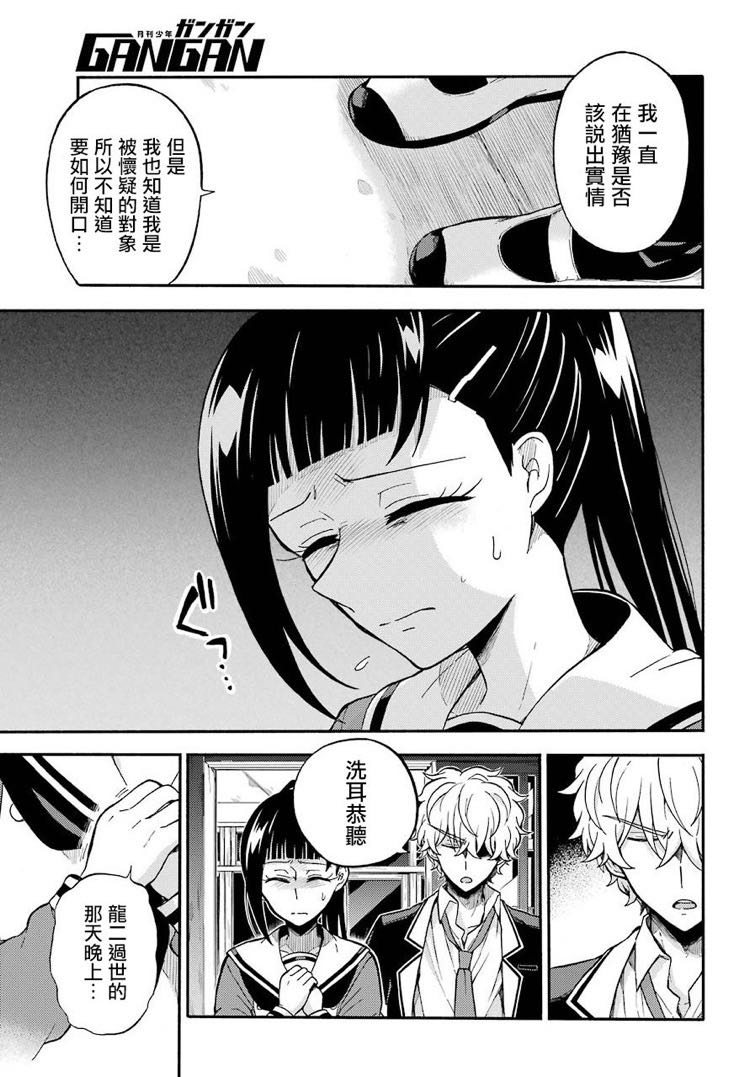 月刊少年
ガンガン
GANGAN
我一直
在猶豫是否
該說出實情
但是
我也知道我是
被懷疑的對象
所以不知道
要如何開口…
ぐっ
洗耳恭聽
龍二過世的
那天晚上…